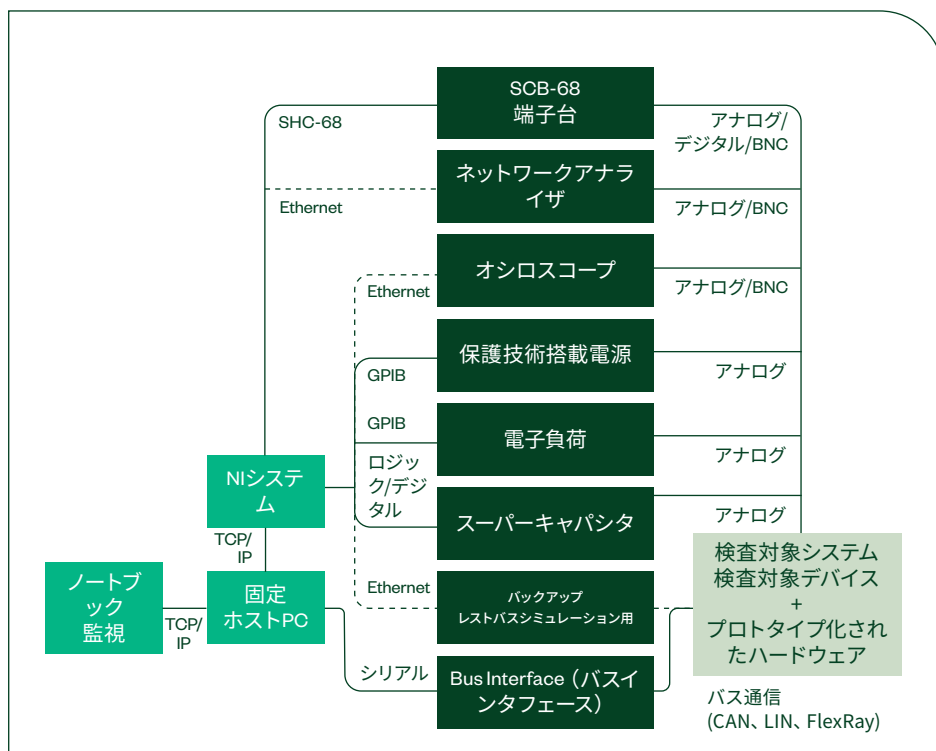 SCB-68
端子台
SHC-68
アナログ/
デジタル/BNC
ネットワークアナラ
イザ
Ethernet
アナログ/BNC
オシロスコープ
Ethernet
アナログ/BNC
保護技術搭載電源
GPIB
アナログ
GPIB
電子負荷
アナログ
NIシステ
ム
ロジッ
ク/デジ
タル
スーパーキャパシタ
アナログ
TCP/
IP
ノートブ
ック
監視
TCP/
IP
固定
ホストPC
Ethernet
バックアップ
レストバスシミュレーション用
検査対象システム
検査対象デバイス
+
プロトタイプ化され
たハードウェア
シリアル
Bus Interface（バスイ
ンタフェース）
バス通信
(CAN、LIN、FlexRay)